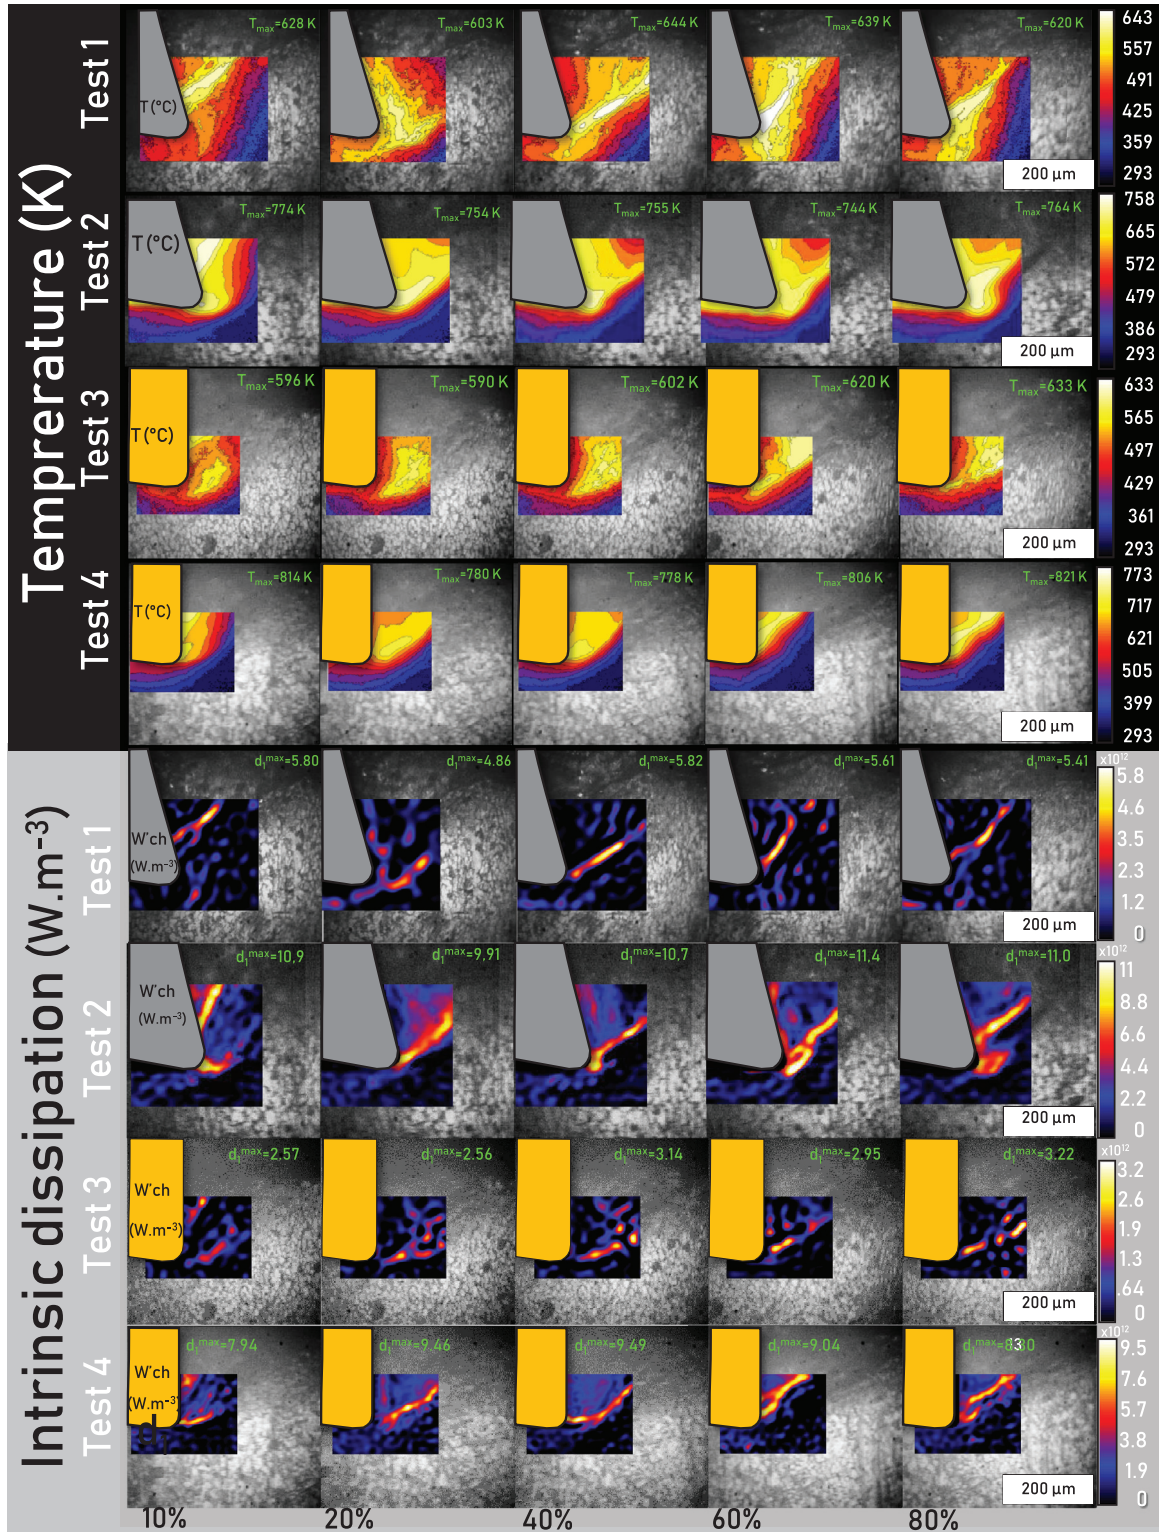 Temprerature (K)
Test 1
Tmax=628 K
Tmax=603 K
Tmax=644 K
Tmax=639 K
Tmax=620 K
T (°C)
200 µm
643
557
491
425
359
293
Test 2
Tmax=774 K
Tmax=754 K
Tmax=755 K
Tmax=744 K
Tmax=764 K
T (°C)
200 µm
758
665
572
479
386
293
Test 3
Tmax=596 K
Tmax=590 K
Tmax=602 K
Tmax=620 K
Tmax=633 K
T (°C)
200 µm
633
565
497
429
361
293
Test 4
Tmax=814 K
Tmax=780 K
Tmax=778 K
Tmax=806 K
Tmax=821 K
T (°C)
200 µm
773
717
621
505
399
293
Intrinsic dissipation (W.m⁻³)
Test 1
d₁ᵐᵃˣ=5.80
d₁ᵐᵃˣ=4.86
d₁ᵐᵃˣ=5.82
d₁ᵐᵃˣ=5.61
d₁ᵐᵃˣ=5.41
W'ch
(W.m⁻³)
200 µm
x10¹²
5.8
4.6
3.5
2.3
1.2
0
Test 2
d₁ᵐᵃˣ=10,9
d₁ᵐᵃˣ=9,91
d₁ᵐᵃˣ=10,7
d₁ᵐᵃˣ=11,4
d₁ᵐᵃˣ=11,0
W'ch
(W.m⁻³)
200 µm
x10¹²
11
8.8
6.6
4.4
2.2
0
Test 3
d₁ᵐᵃˣ=2.57
d₁ᵐᵃˣ=2.56
d₁ᵐᵃˣ=3.14
d₁ᵐᵃˣ=2.95
d₁ᵐᵃˣ=3.22
W'ch
(W.m⁻³)
200 µm
x10¹²
3.2
2.6
1.9
1.3
.64
0
Test 4
d₁ᵐᵃˣ=7.94
d₁ᵐᵃˣ=9.46
d₁ᵐᵃˣ=9.49
d₁ᵐᵃˣ=9.04
W'ch
(W.m⁻³)
200 µm
x10¹²
9.5
7.6
5.7
3.8
1.9
0
10%
20%
40%
60%
80%